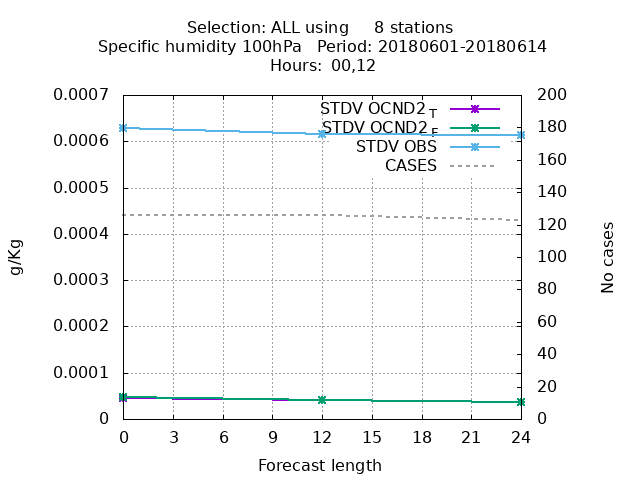 Selection: ALL using 8 stations
Specific humidity 100hPa Period: 20180601-20180614
Hours: 00,12
0.0007
0.0006
0.0005
0.0004
0.0003
0.0002
0.0001
0
g/Kg
STDV OCND2 T
STDV OCND2 F
STDV OBS
CASES
200
180
160
140
120
100
80
60
40
20
0
No cases
0 3 6 9 12 15 18 21 24
Forecast length